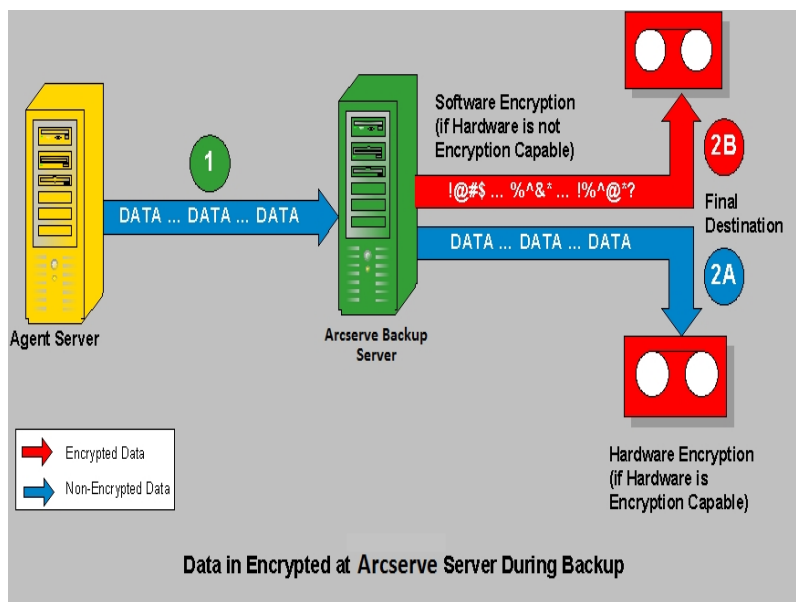 Software Encryption
(if Hardware is not
Encryption Capable)
1
2B
!@#$ ... %^&* ... !%^@*?
DATA ... DATA ... DATA
Final
Destination
DATA ... DATA ... DATA
2A
Agent Server
Arcserve Backup
Server
Encrypted Data
Non-Encrypted Data
Hardware Encryption
(if Hardware is
Encryption Capable)
Data in Encrypted at Arcserve Server During Backup